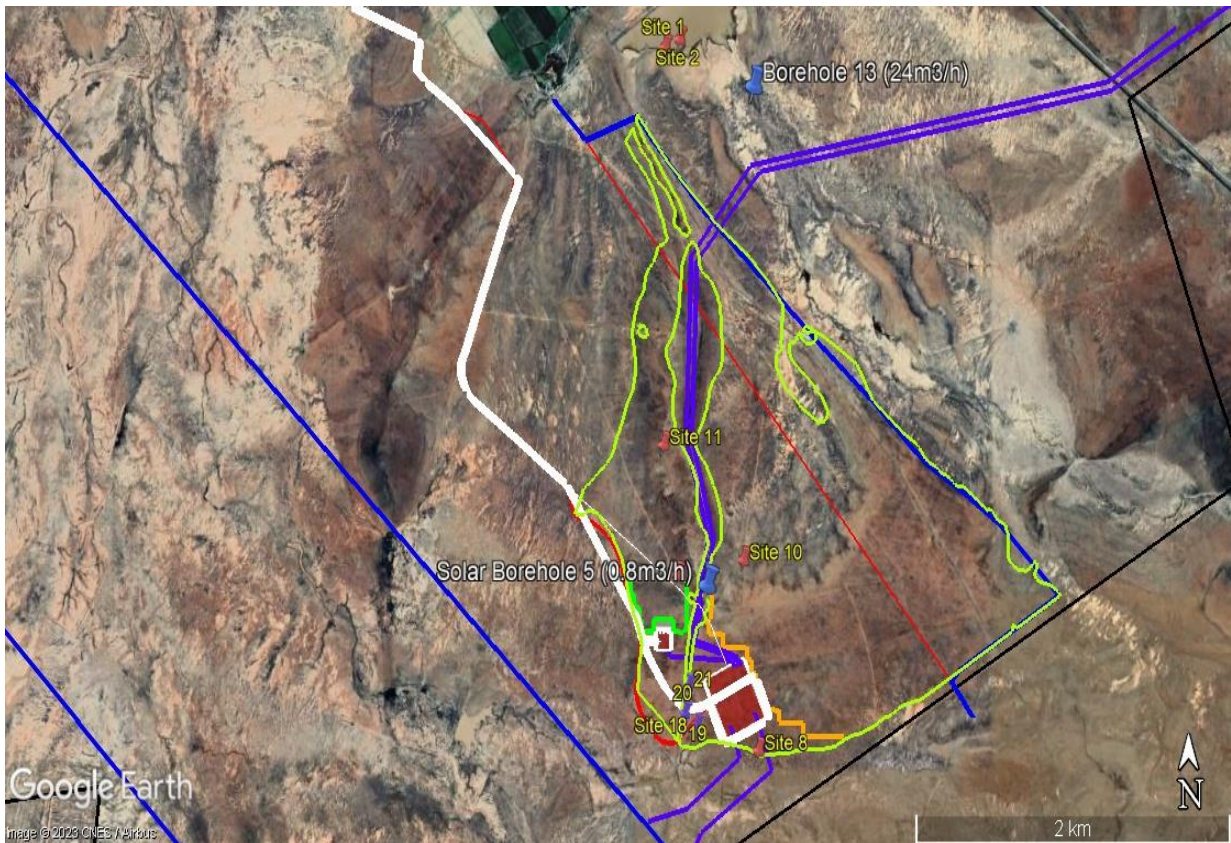 Site 1
Site 2
Borehole 13 (24m3/h)
Site 11
Site 10
Solar Borehole 5 (0.8m3/h)
21
20
Site 18
19
Site 8
Google Earth
Image © 2023 CNES / Airbus
N
2 km